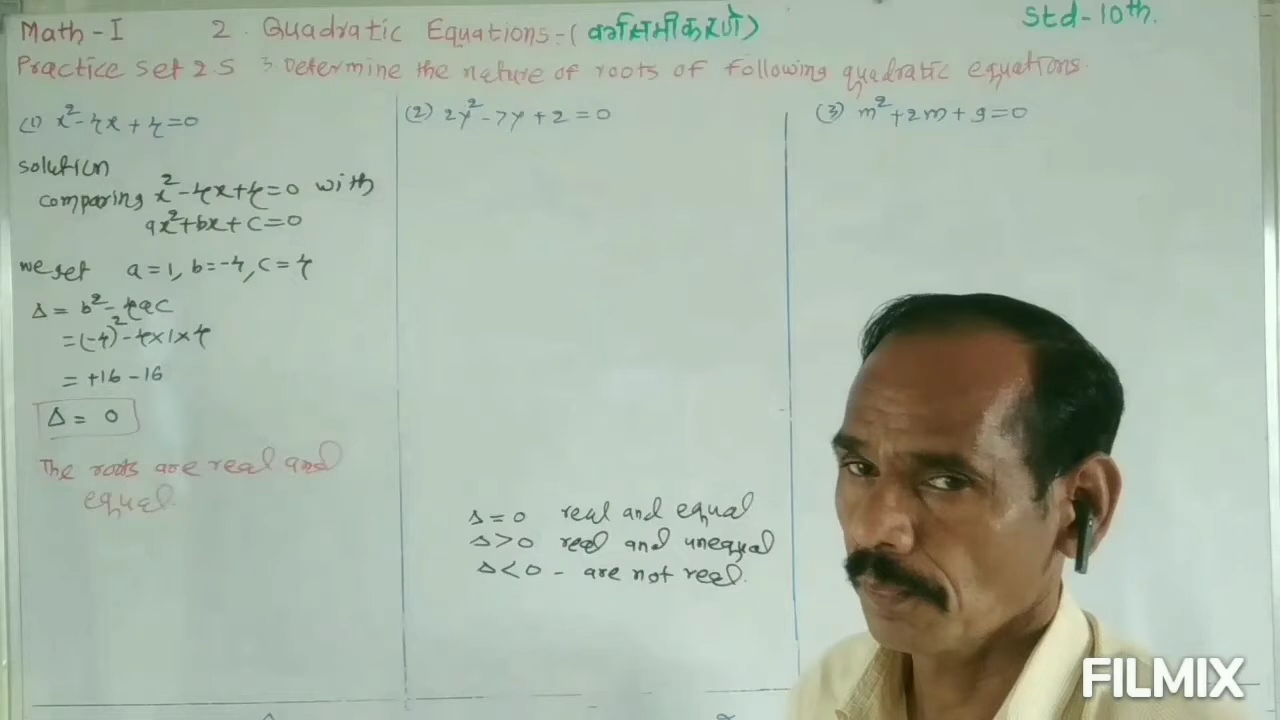 Math-I 2. Quadratic Equations:-(वर्गसमीकरणे) Std-10th.
Practice Set 2.5 3 Determine the nature of roots of following quadratic equations.
(1) x²-4x+4=0
solution
comparing x²-4x+4=0 with
ax²+bx+c=0
we get a=1, b=-4, c=4
Δ = b²-4ac
=(-4)²-4×1×4
= +16-16
Δ = 0
The roots are real and
equal.
(2) 2y²-7y+2=0
Δ=0 real and equal
Δ>0 real and unequal
Δ<0 - are not real.
(3) m²+2m+9=0
FILMIX